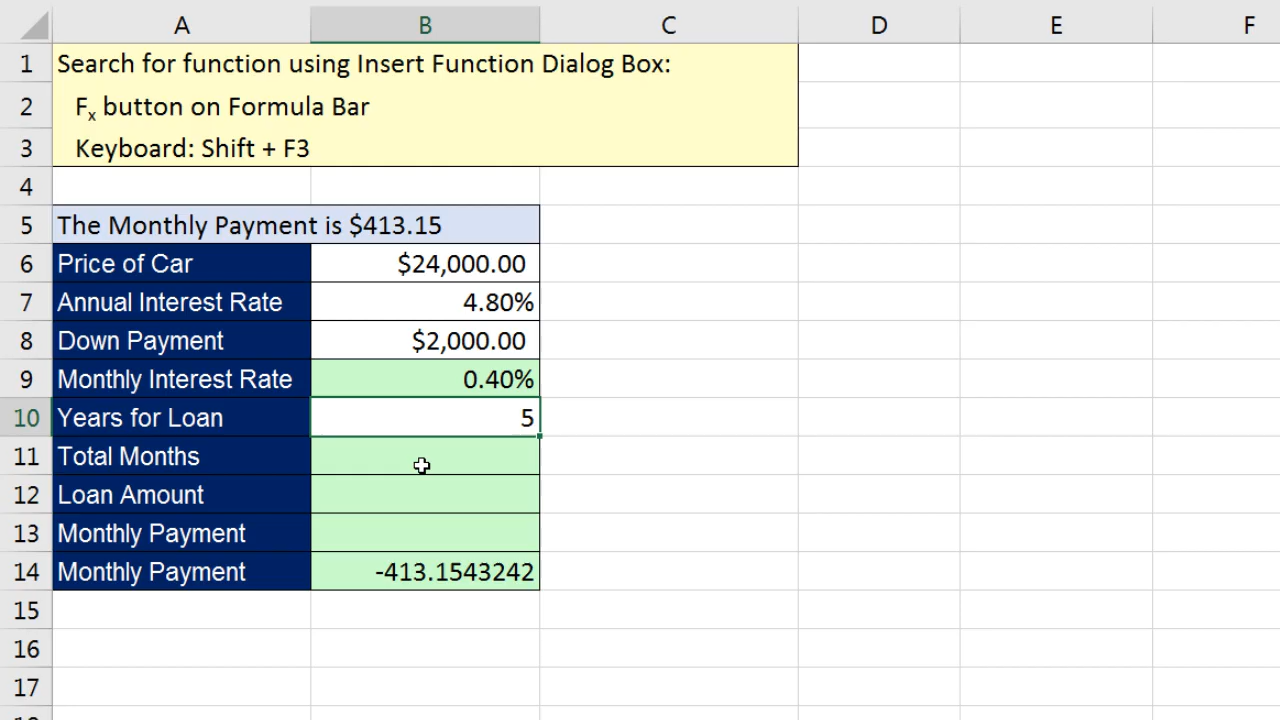 A B C D E F
1 Search for function using Insert Function Dialog Box:
2 Fx button on Formula Bar
3 Keyboard: Shift + F3
4
5 The Monthly Payment is $413.15
6 Price of Car $24,000.00
7 Annual Interest Rate 4.80%
8 Down Payment $2,000.00
9 Monthly Interest Rate 0.40%
10 Years for Loan 5
11 Total Months
12 Loan Amount
13 Monthly Payment
14 Monthly Payment -413.1543242
15
16
17